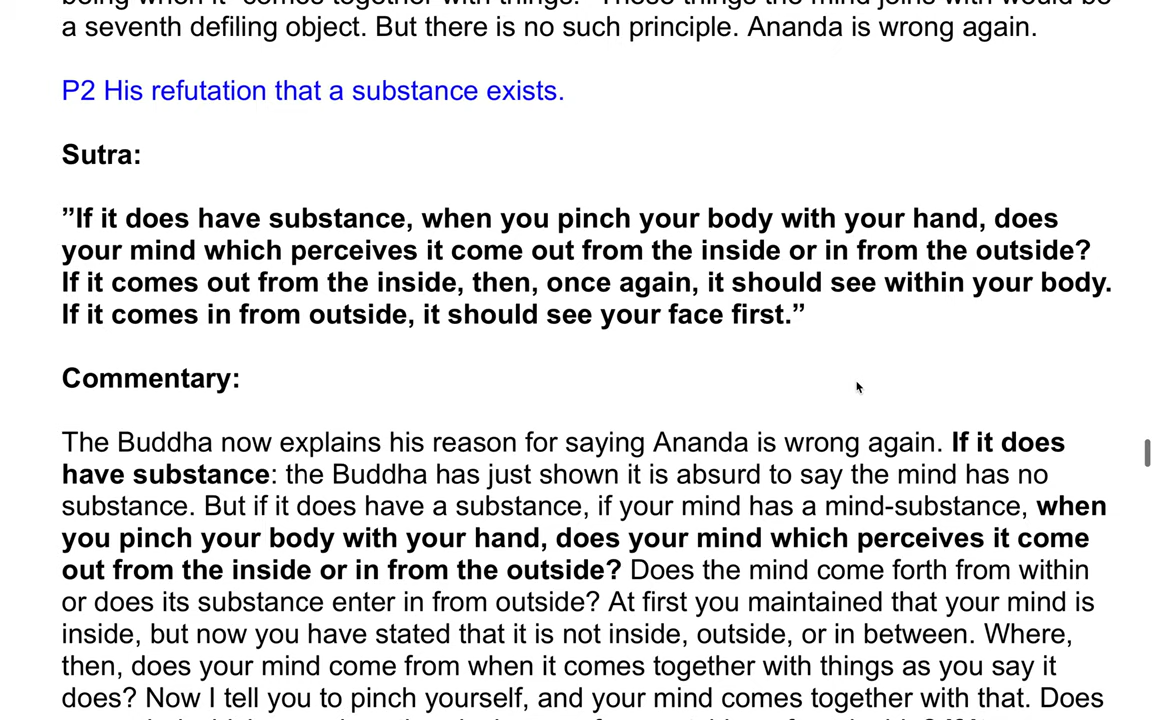 a seventh defiling object. But there is no such principle. Ananda is wrong again.
P2 His refutation that a substance exists.
Sutra:
”If it does have substance, when you pinch your body with your hand, does
your mind which perceives it come out from the inside or in from the outside?
If it comes out from the inside, then, once again, it should see within your body.
If it comes in from outside, it should see your face first.”
Commentary:
The Buddha now explains his reason for saying Ananda is wrong again. If it does
have substance: the Buddha has just shown it is absurd to say the mind has no
substance. But if it does have a substance, if your mind has a mind-substance, when
you pinch your body with your hand, does your mind which perceives it come
out from the inside or in from the outside? Does the mind come forth from within
or does its substance enter in from outside? At first you maintained that your mind is
inside, but now you have stated that it is not inside, outside, or in between. Where,
then, does your mind come from when it comes together with things as you say it
does? Now I tell you to pinch yourself, and your mind comes together with that. Does